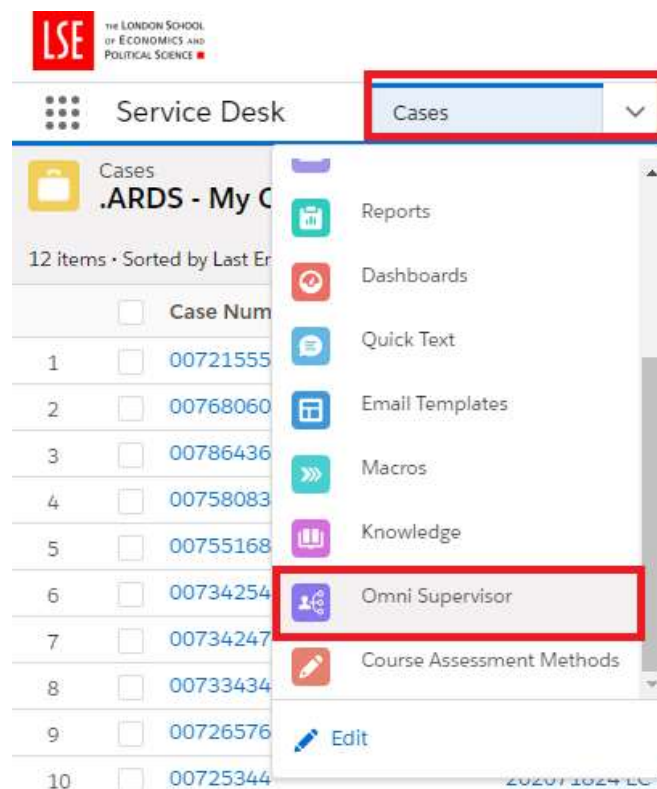 LSE
THE LONDON SCHOOL
OF ECONOMICS AND
POLITICAL SCIENCE
Service Desk
Cases
Cases
.ARDS - My C
12 items • Sorted by Last Er
Case Num
1 00721555
2 00768060
3 00786436
4 00758083
5 00755168
6 00734254
7 00734247
8 00733434
9 00726576
10 00725344
Reports
Dashboards
Quick Text
Email Templates
Macros
Knowledge
Omni Supervisor
Course Assessment Methods
Edit